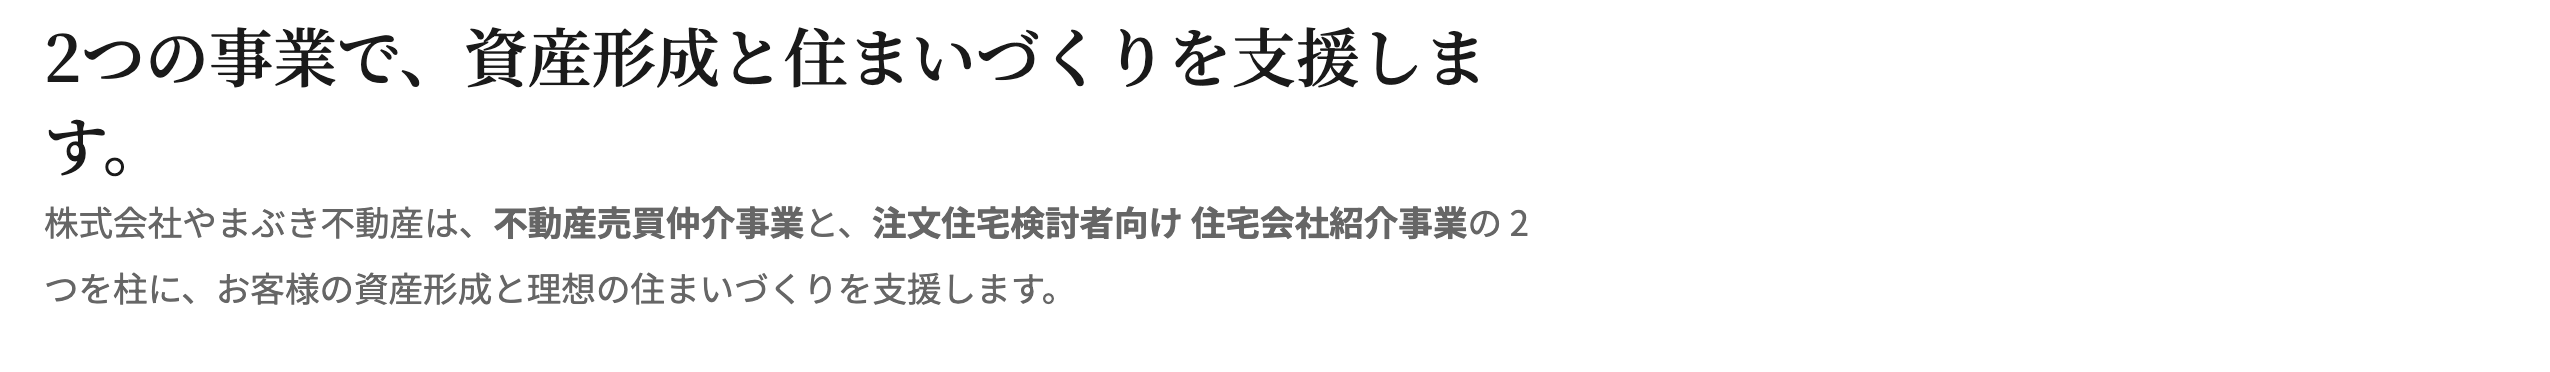 2つの事業で、資産形成と住まいづくりを支援しま
す。
株式会社やまぶき不動産は、不動産売買仲介事業と、注文住宅検討者向け 住宅会社紹介事業の 2
つを柱に、お客様の資産形成と理想の住まいづくりを支援します。